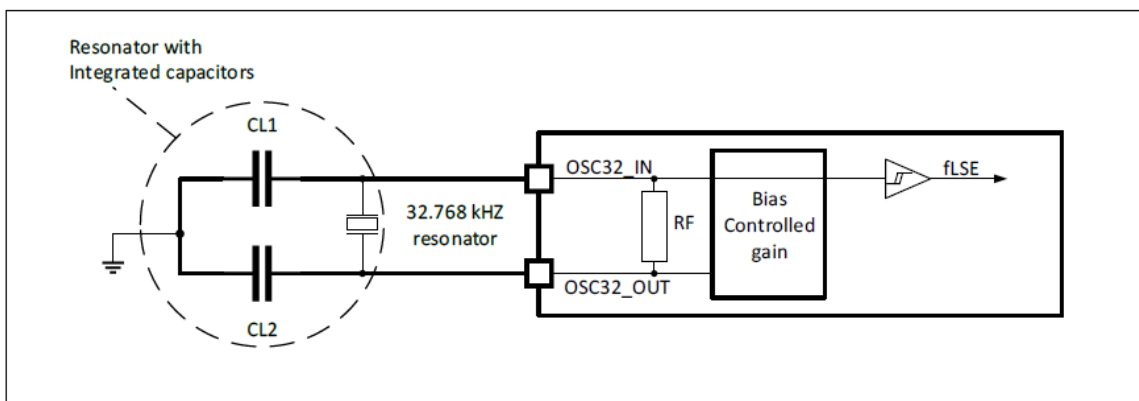 Resonator with
Integrated capacitors
CL1
OSC32_IN
fLSE
32.768 kHZ
resonator
RF
Bias
Controlled
gain
OSC32_OUT
CL2